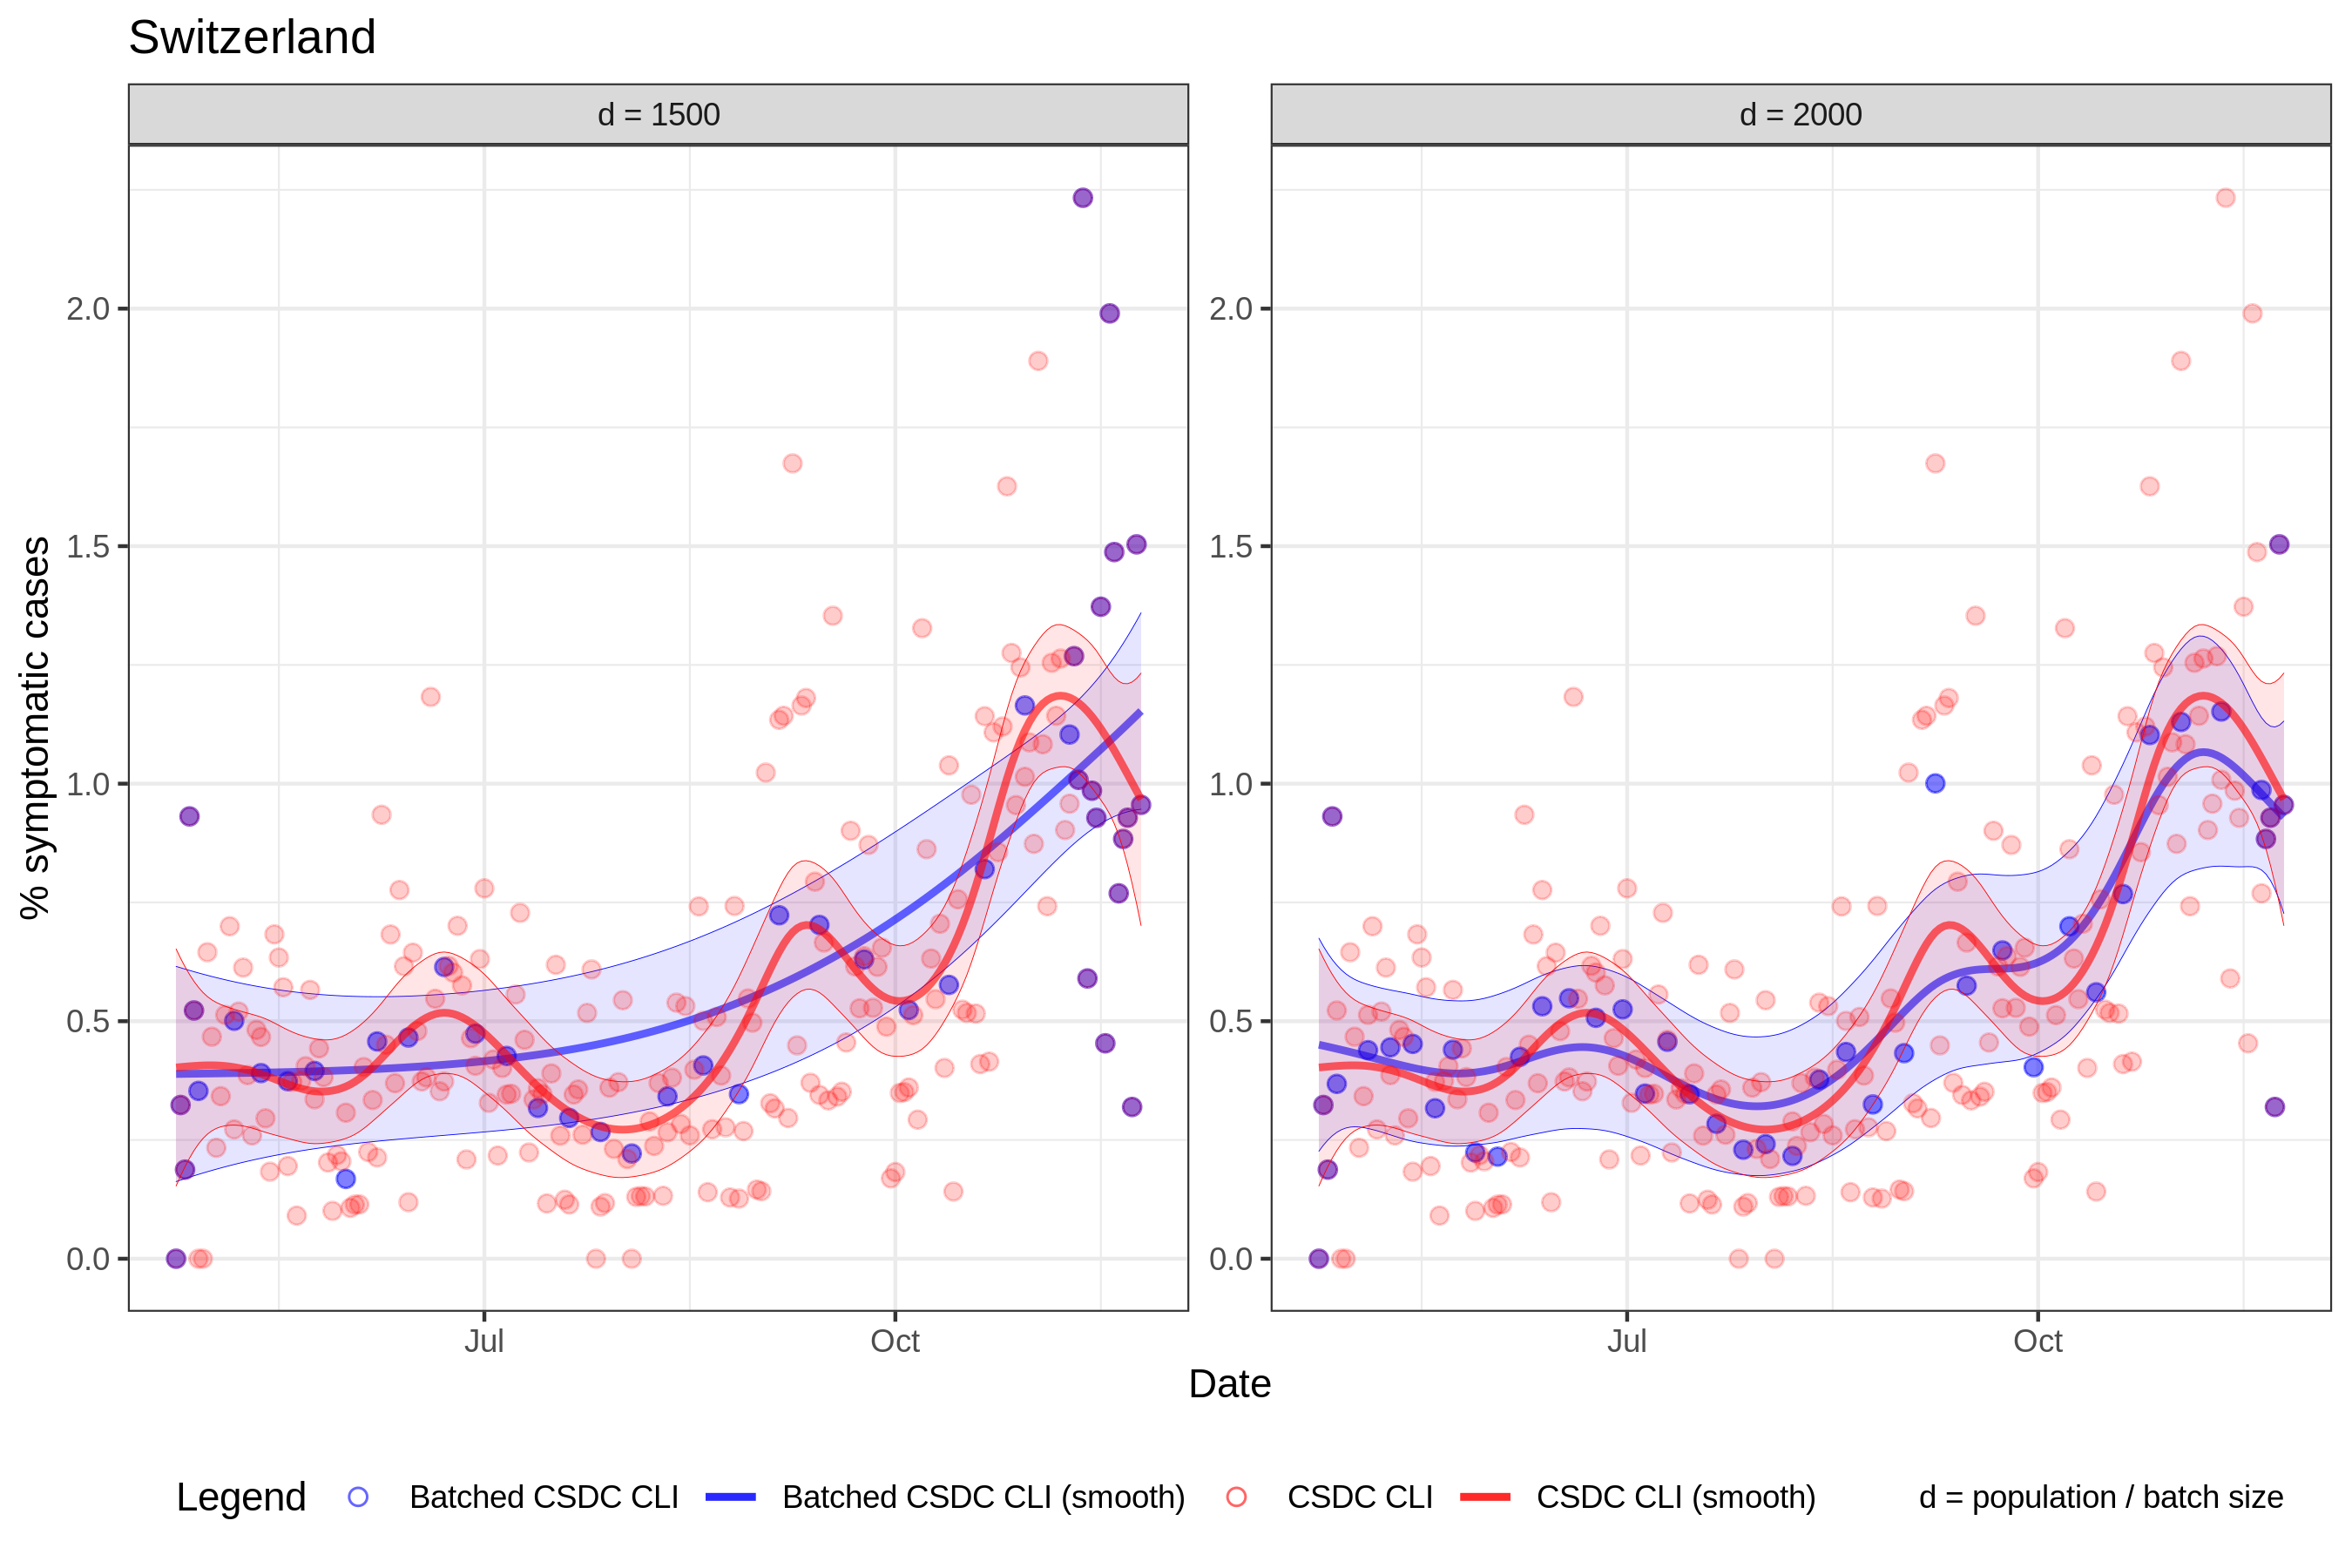 Switzerland
d = 1500
d = 2000
% symptomatic cases
2.0
1.5
1.0
0.5
0.0
2.0
1.5
1.0
0.5
0.0
Jul
Oct
Jul
Oct
Date
Legend
Batched CSDC CLI
Batched CSDC CLI (smooth)
CSDC CLI
CSDC CLI (smooth)
d = population / batch size